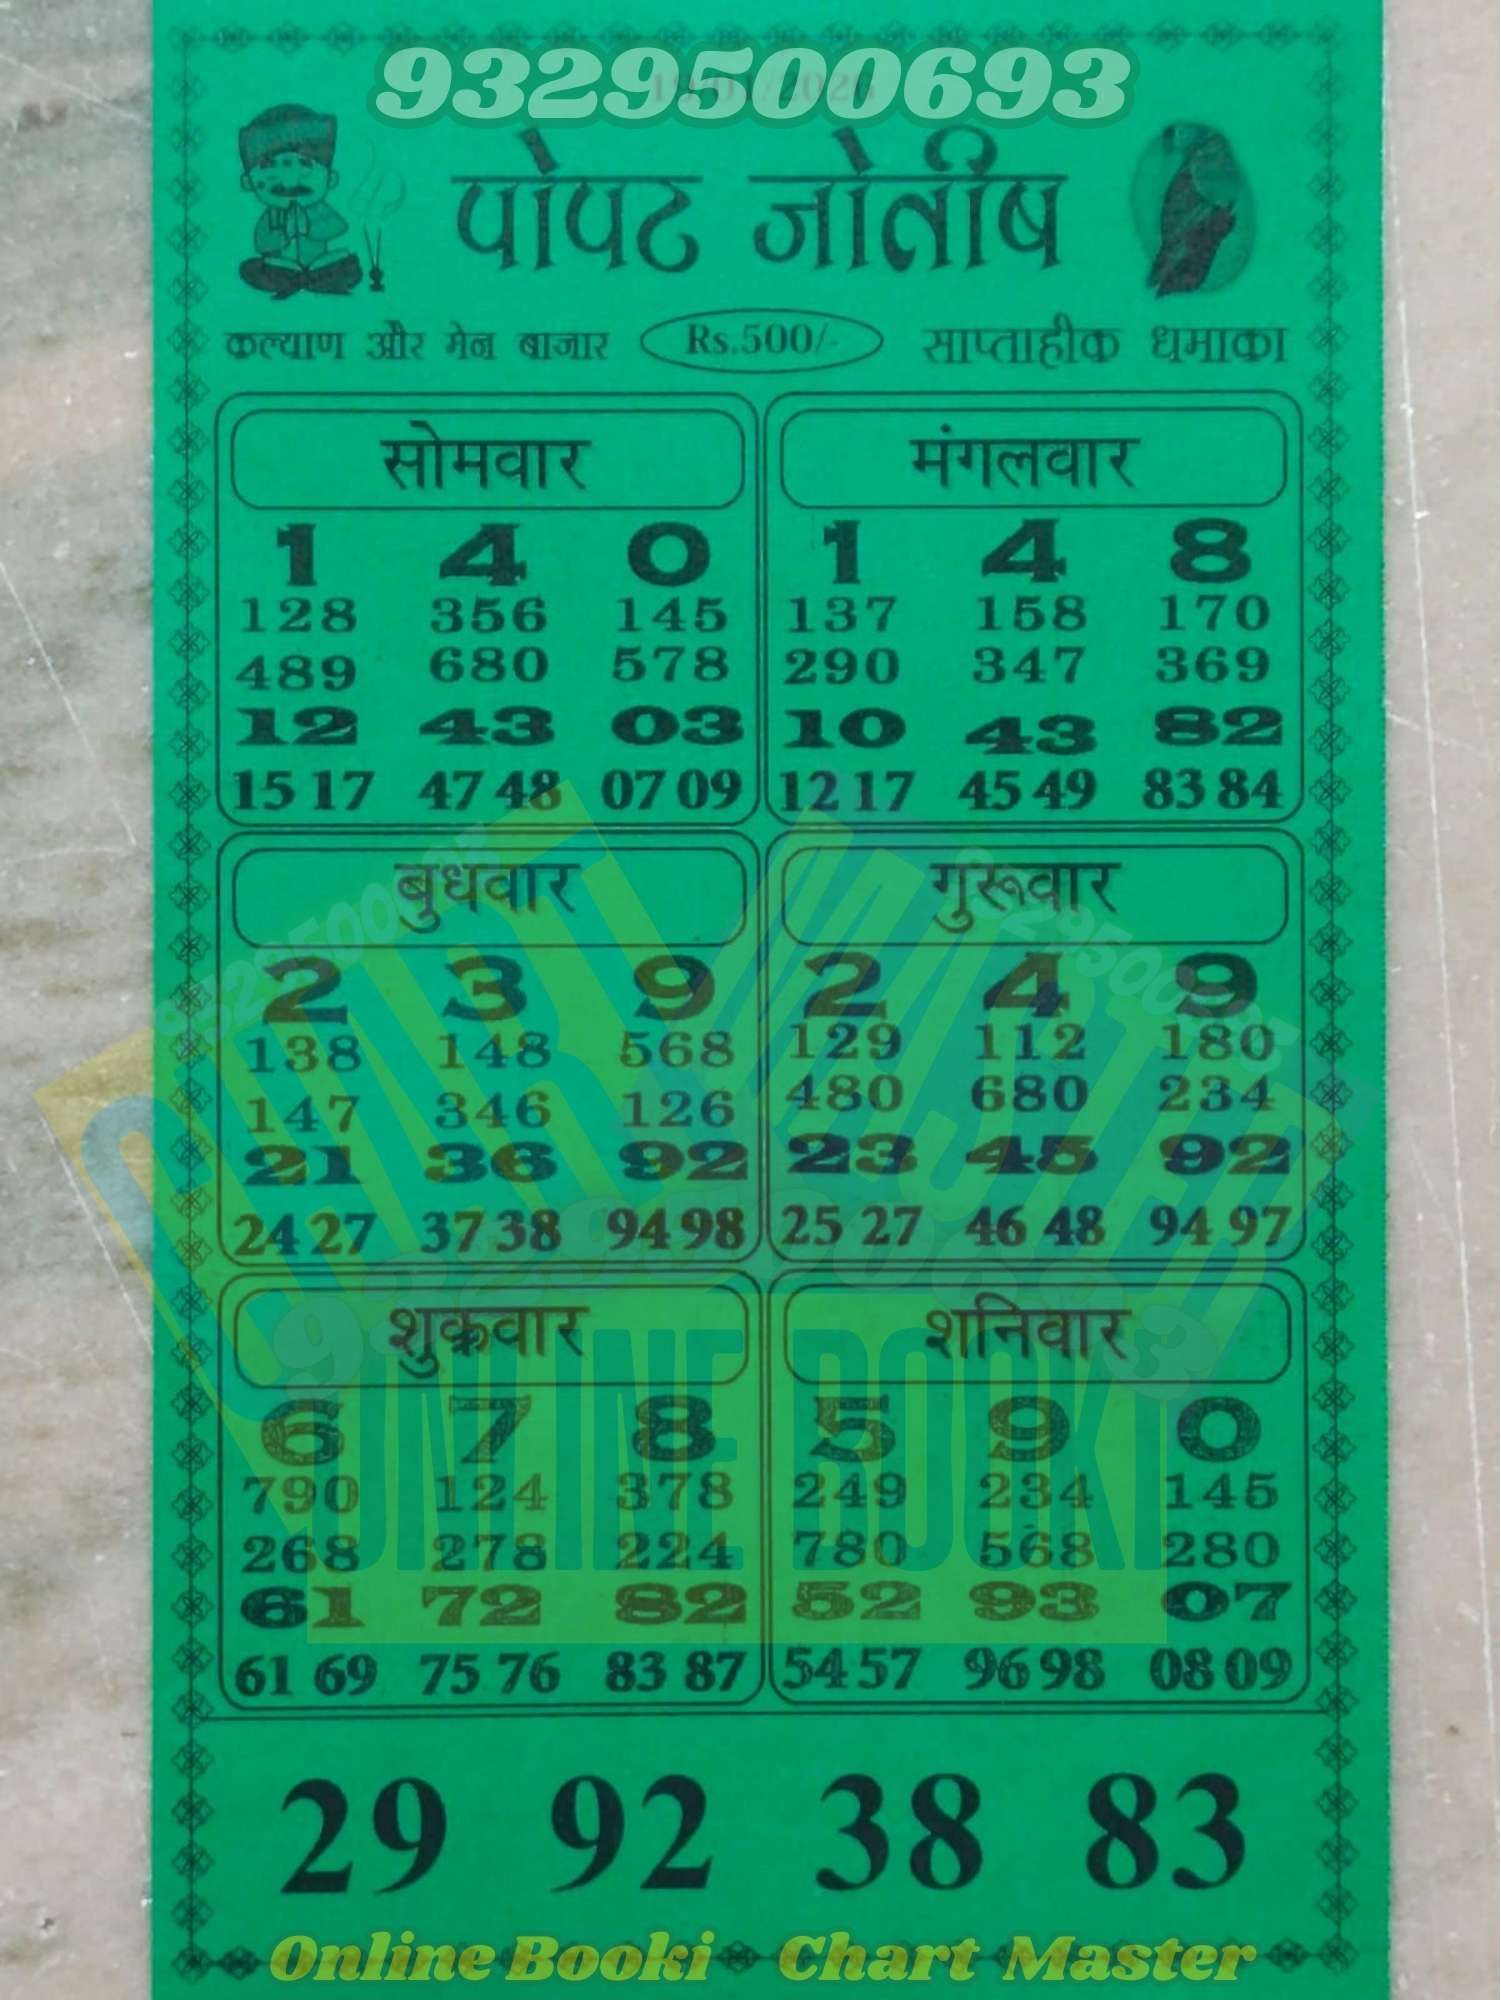 9329500693
पोपट जोतीष
कल्याण और मेन बाजार Rs.500/- साप्ताहीक धमाका
सोमवार
1 4 0
128 356 145
489 680 578
12 43 03
15 17 47 48 07 09
मंगलवार
1 4 8
137 158 170
290 347 369
10 43 82
12 17 45 49 83 84
बुधवार
2 3 9
138 148 568
147 346 126
21 36 92
24 27 37 38 94 98
गुरूवार
2 4 9
129 112 180
480 680 234
23 45 92
25 27 46 48 94 97
शुक्रवार
6 7 8
790 124 378
268 278 224
61 72 82
61 69 75 76 83 87
शनिवार
5 9 0
249 234 145
780 568 280
52 93 07
54 57 96 98 08 09
CHART MASTER
ONLINE BOOKI
29 92 38 83
Online Booki Chart Master